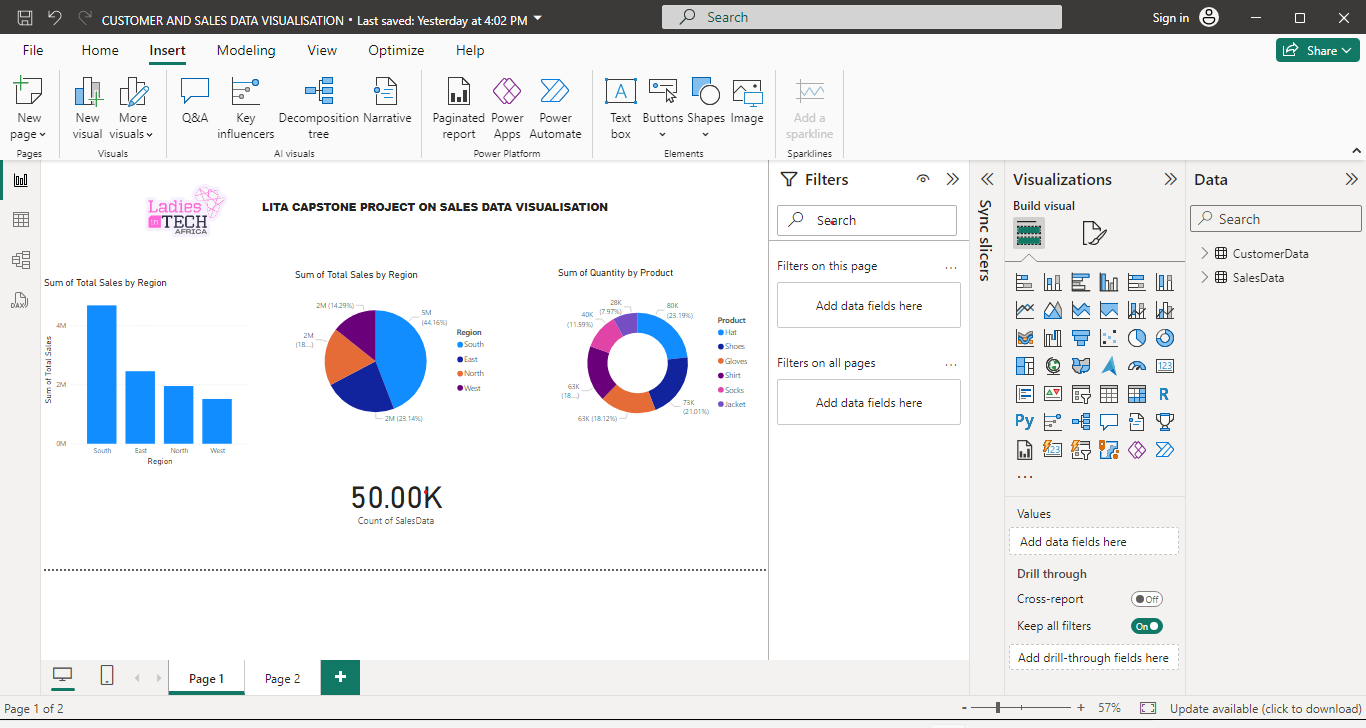 CUSTOMER AND SALES DATA VISUALISATION • Last saved: Yesterday at 4:02 PM
Search
Sign in
File
Home
Insert
Modeling
View
Optimize
Help
Share
New page
Pages
New visual
More visuals
Visuals
Q&A
Key influencers
Decomposition tree
Narrative
AI visuals
Paginated report
Power Apps
Power Automate
Power Platform
Text box
Buttons
Shapes
Image
Elements
Add a sparkline
Sparklines
DAX
Ladies
in TECH
AFRICA
LITA CAPSTONE PROJECT ON SALES DATA VISUALISATION
Sum of Total Sales by Region
Sum of Total Sales
4M
2M
0M
South
East
North
West
Region
Sum of Total Sales by Region
2M (14.29%)
5M
(44.16%)
2M
(18....)
2M (23.14%)
Region
South
East
North
West
Sum of Quantity by Product
28K
(7.97%)
80K
(23.19%)
40K
(11.59%)
63K
(18....)
63K (18.12%)
73K
(21.01%)
Product
Hat
Shoes
Gloves
Shirt
Socks
Jacket
50.00K
Count of SalesData
Filters
Search
Filters on this page
...
Add data fields here
Filters on all pages
...
Add data fields here
Sync slicers
Visualizations
Build visual
123
R
Py
123
...
Values
Add data fields here
Drill through
Cross-report
Off
Keep all filters
On
Add drill-through fields here
Data
Search
CustomerData
SalesData
Page 1
Page 2
+
Page 1 of 2
-
+
57%
Update available (click to download)